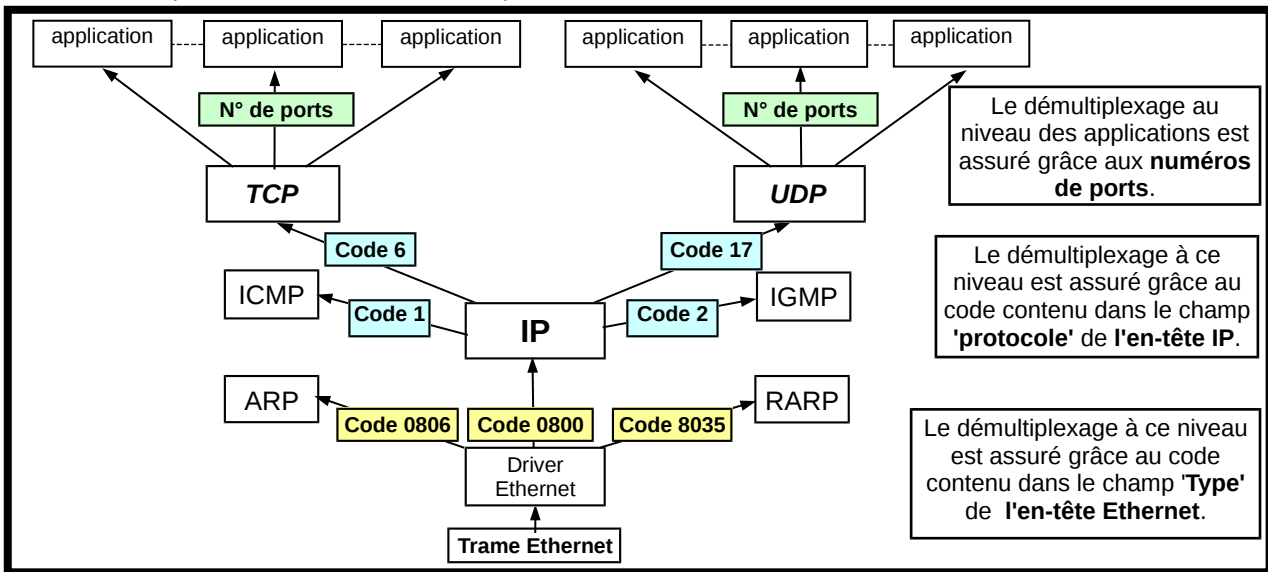 application
application
application
application
application
application
N° de ports
N° de ports
Le démultiplexage au
niveau des applications est
assuré grâce aux numéros
de ports.
TCP
UDP
Code 6
Code 17
Le démultiplexage à ce
niveau est assuré grâce au
code contenu dans le champ
'protocole' de l'en-tête IP.
ICMP
Code 1
IP
Code 2
IGMP
ARP
Code 0806
Code 0800
Code 8035
RARP
Le démultiplexage à ce niveau
est assuré grâce au code
contenu dans le champ 'Type'
de l'en-tête Ethernet.
Driver
Ethernet
Trame Ethernet